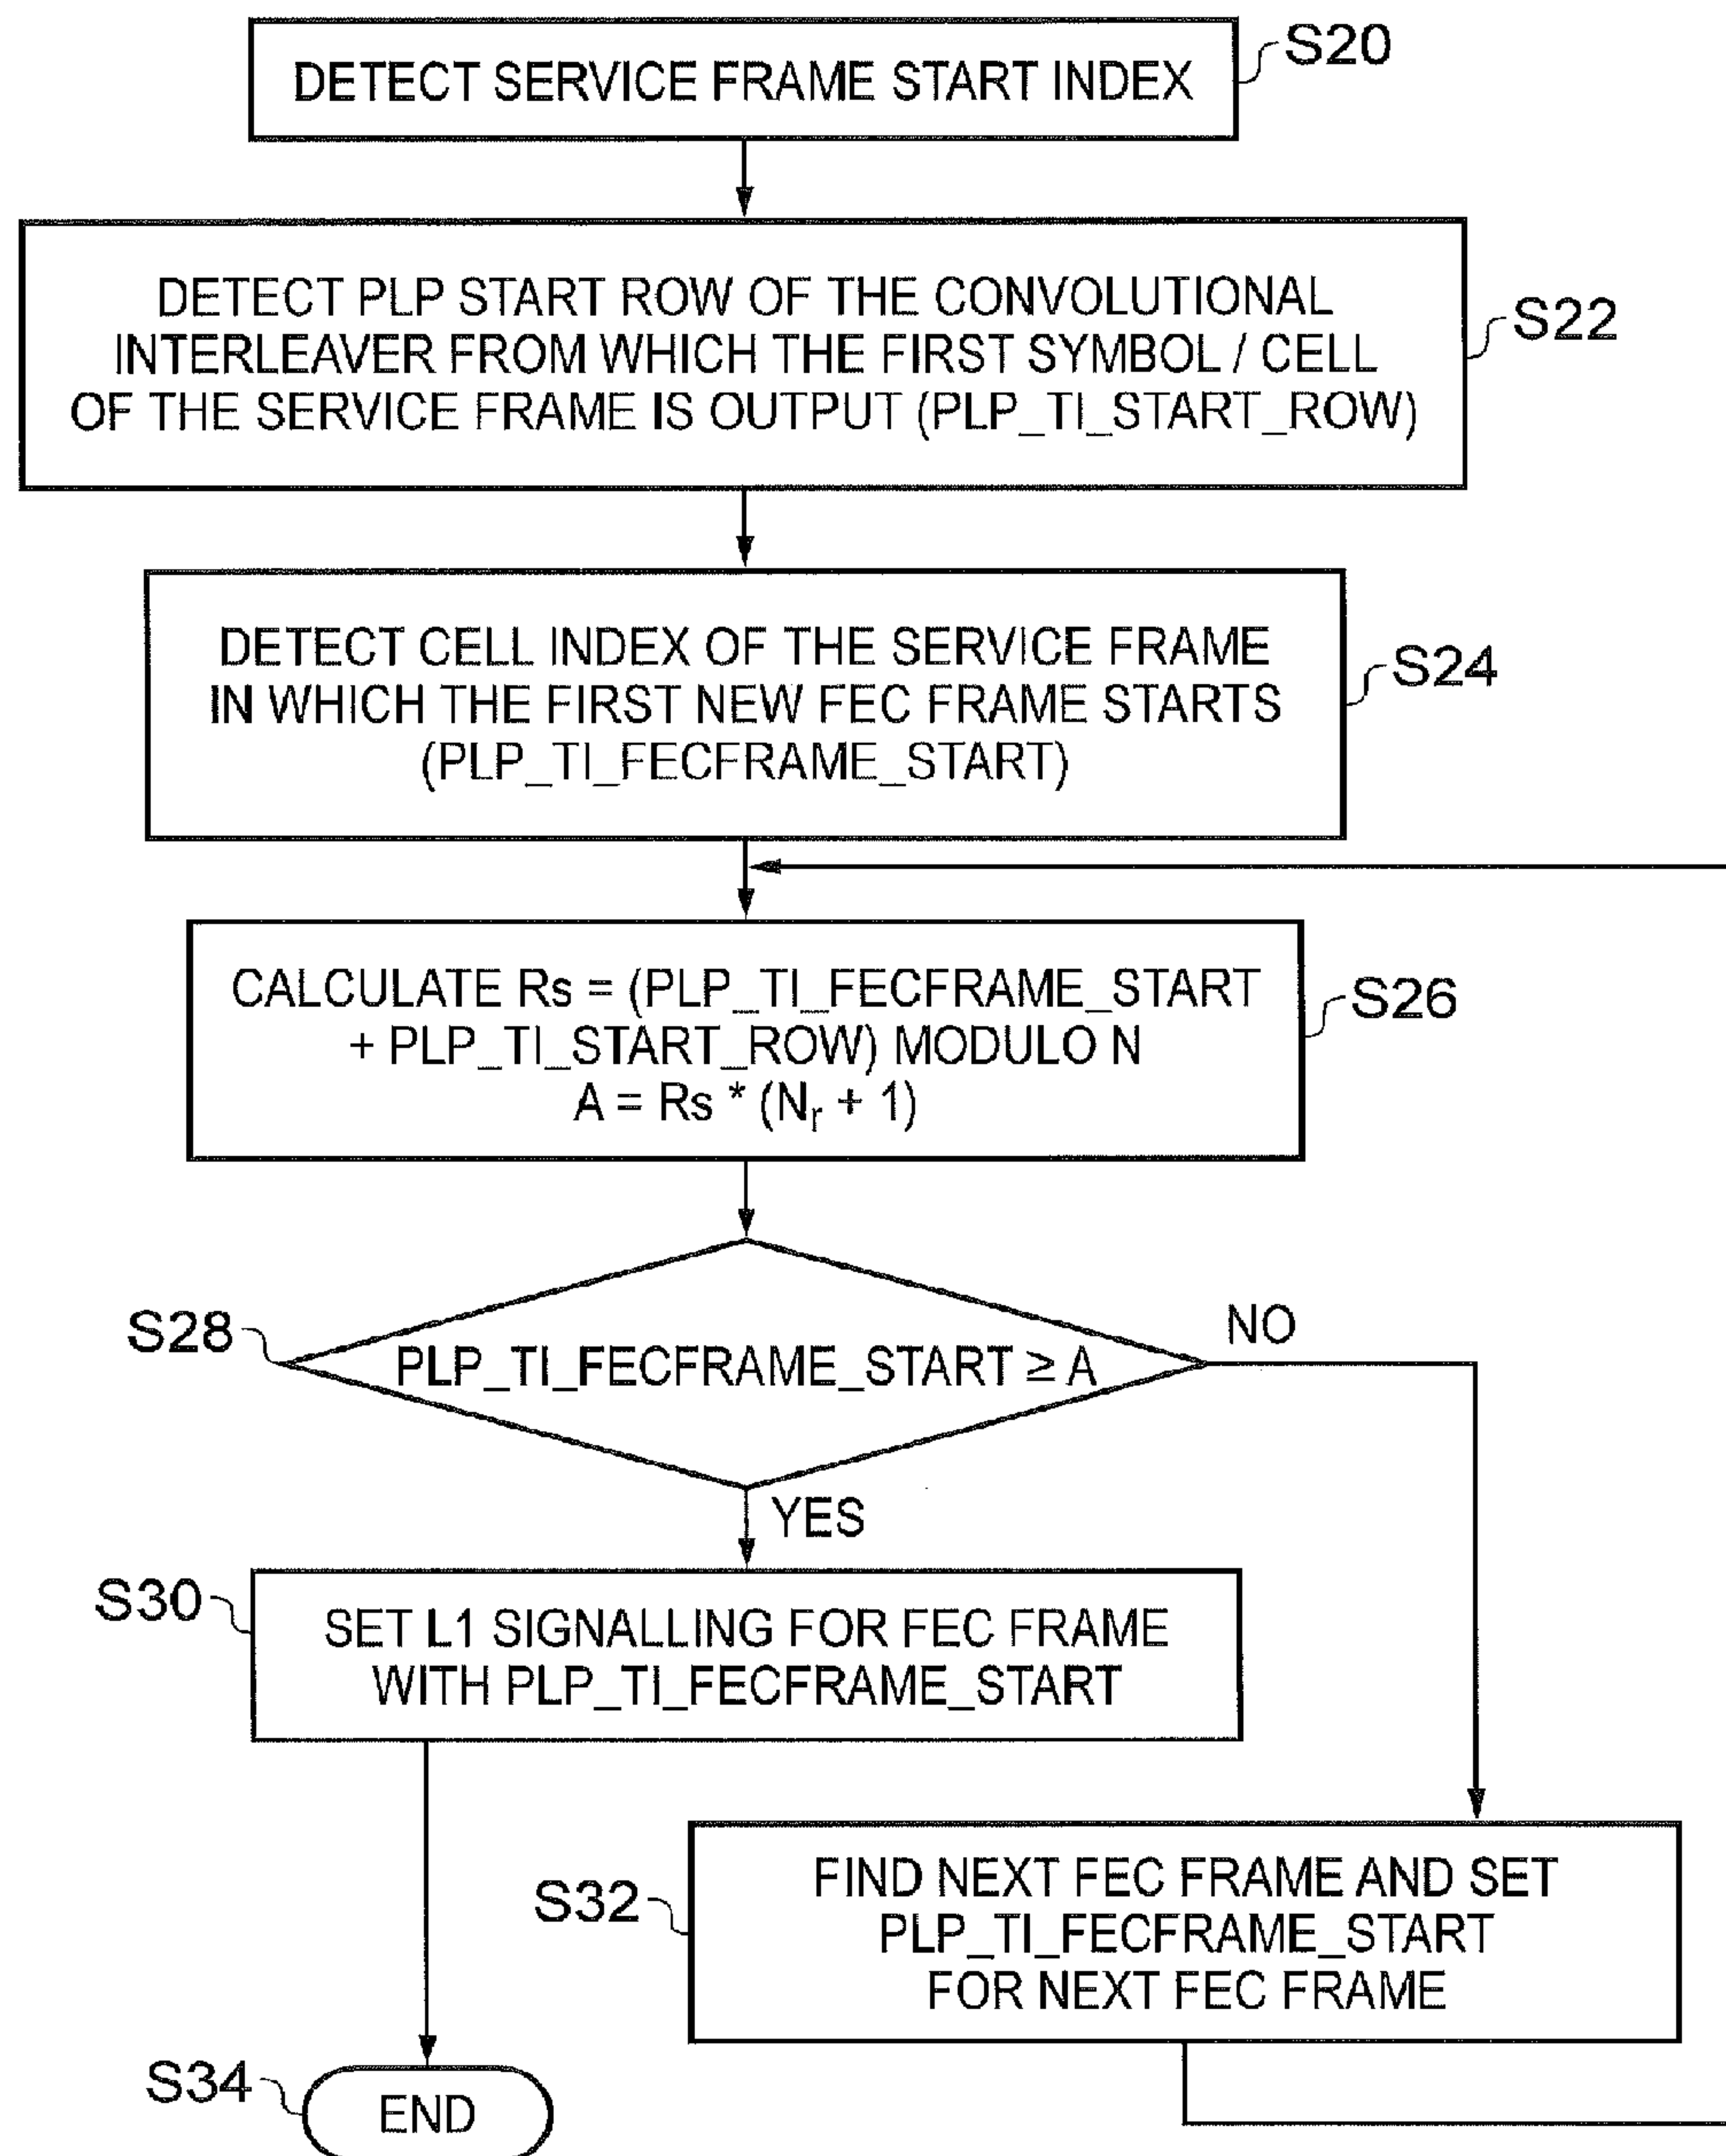 DETECT SERVICE FRAME START INDEX
S20
DETECT PLP START ROW OF THE CONVOLUTIONAL
INTERLEAVER FROM WHICH THE FIRST SYMBOL / CELL
OF THE SERVICE FRAME IS OUTPUT (PLP_TI_START_ROW)
S22
DETECT CELL INDEX OF THE SERVICE FRAME
IN WHICH THE FIRST NEW FEC FRAME STARTS
(PLP_TI_FECFRAME_START)
S24
CALCULATE Rs = (PLP_TI_FECFRAME_START
+ PLP_TI_START_ROW) MODULO N
A = Rs * (Nr + 1)
S26
S28
PLP_TI_FECFRAME_START ≥ A
NO
YES
S30
SET L1 SIGNALLING FOR FEC FRAME
WITH PLP_TI_FECFRAME_START
S32
FIND NEXT FEC FRAME AND SET
PLP_TI_FECFRAME_START
FOR NEXT FEC FRAME
S34
END